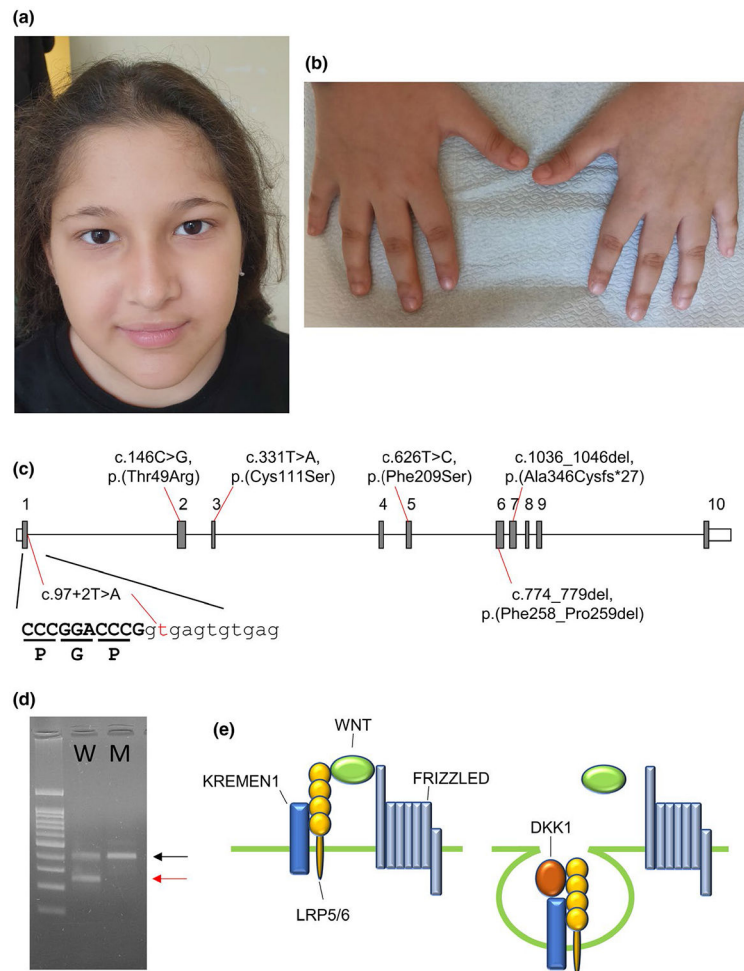 (a)
(b)
(c)
c.146C>G,
p.(Thr49Arg)
c.331T>A,
p.(Cys111Ser)
c.626T>C,
p.(Phe209Ser)
c.1036_1046del,
p.(Ala346Cysfs*27)
1 2 3 4 5 6 7 8 9 10
c.97+2T>A
c.774_779del,
p.(Phe258_Pro259del)
CCCGGACCCGgtgagtgtgag
P G P
(d)
W M
(e)
WNT
KREMEN1
FRIZZLED
LRP5/6
DKK1